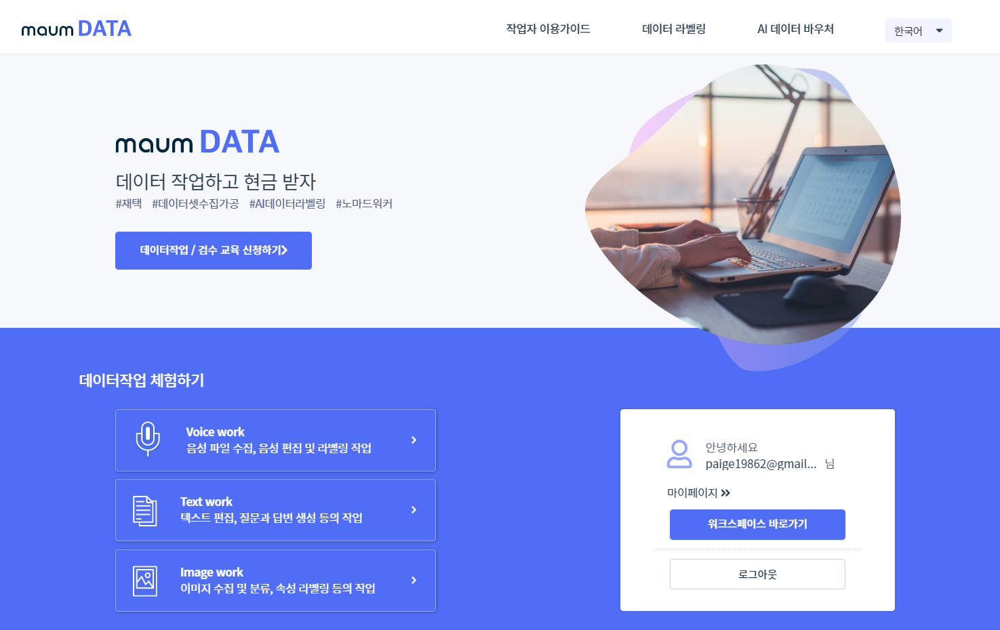 maum DATA
작업자 이용가이드
데이터 라벨링
AI 데이터 바우처
한국어
maum DATA
데이터 작업하고 현금 받자
#재택 #데이터셋수집가공 #AI데이터라벨링 #노마드워커
데이터작업 / 검수 교육 신청하기
데이터작업 체험하기
Voice work
음성 파일 수집, 음성 편집 및 라벨링 작업
Text work
텍스트 편집, 질문과 답변 생성 등의 작업
Image work
이미지 수집 및 분류, 속성 라벨링 등의 작업
안녕하세요
paige19862@gmail... 님
마이페이지
워크스페이스 바로가기
로그아웃